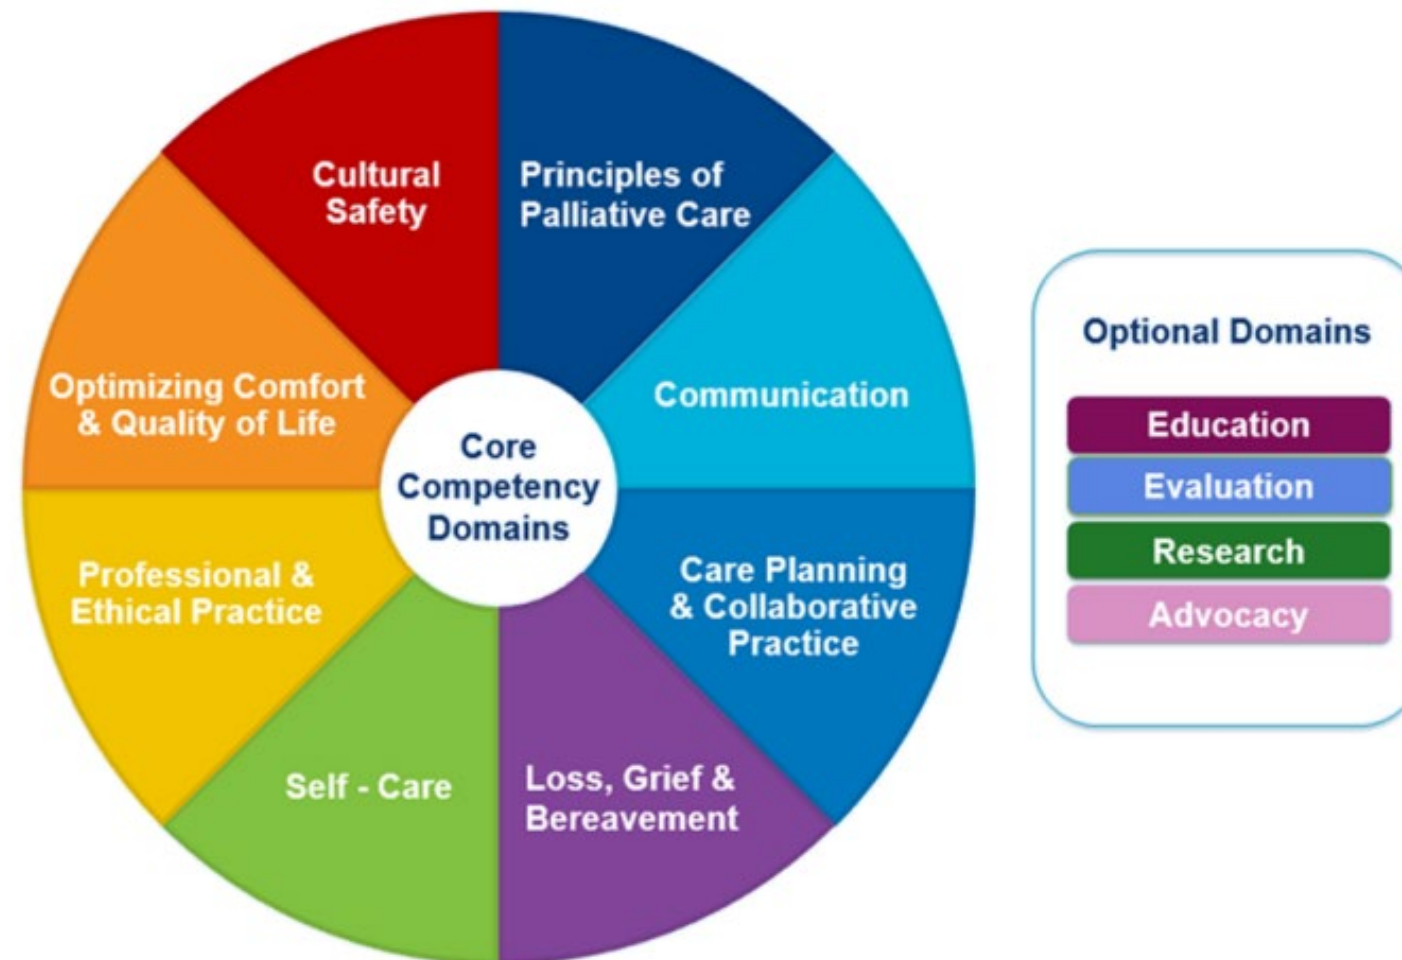 Cultural
Safety
Principles of
Palliative Care
Communication
Care Planning
& Collaborative
Practice
Loss, Grief &
Bereavement
Self - Care
Professional &
Ethical Practice
Optimizing Comfort
& Quality of Life
Core
Competency
Domains
Optional Domains
Education
Evaluation
Research
Advocacy